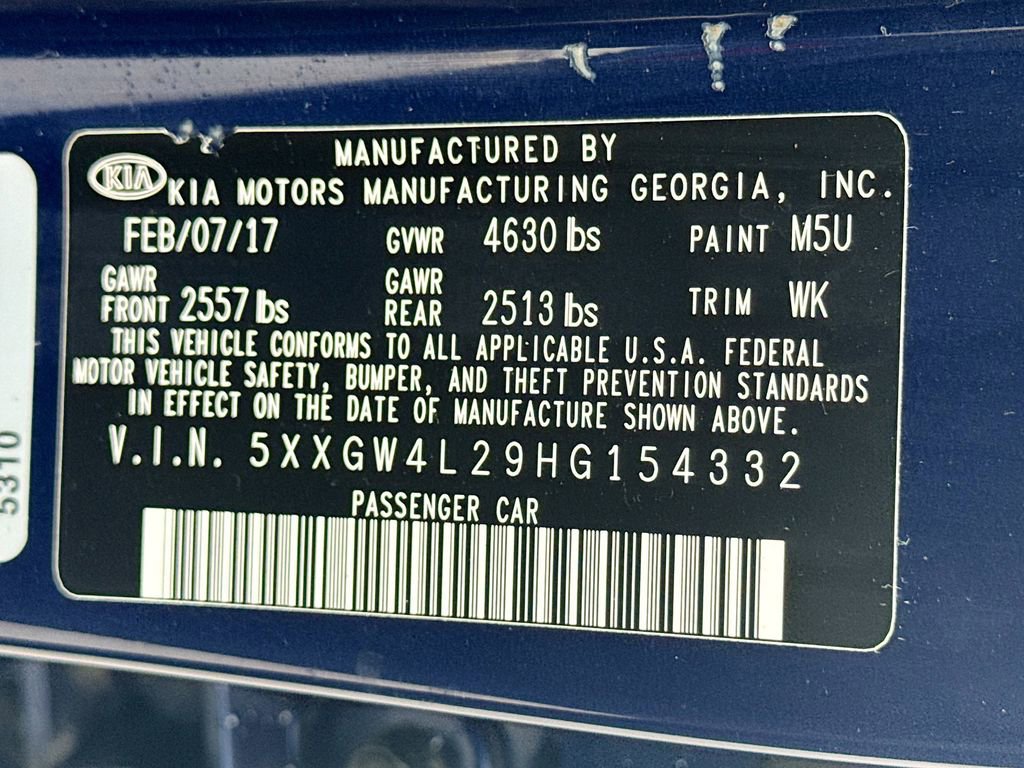 MANUFACTURED BY
KIA KIA MOTORS MANUFACTURING GEORGIA, INC.
FEB/07/17 GVWR 4630 lbs PAINT M5U
GAWR FRONT 2557 lbs GAWR REAR 2513 lbs TRIM WK
THIS VEHICLE CONFORMS TO ALL APPLICABLE U.S.A. FEDERAL
MOTOR VEHICLE SAFETY, BUMPER, AND THEFT PREVENTION STANDARDS
IN EFFECT ON THE DATE OF MANUFACTURE SHOWN ABOVE.
V.I.N. 5XXGW4L29HG154332
PASSENGER CAR
5310